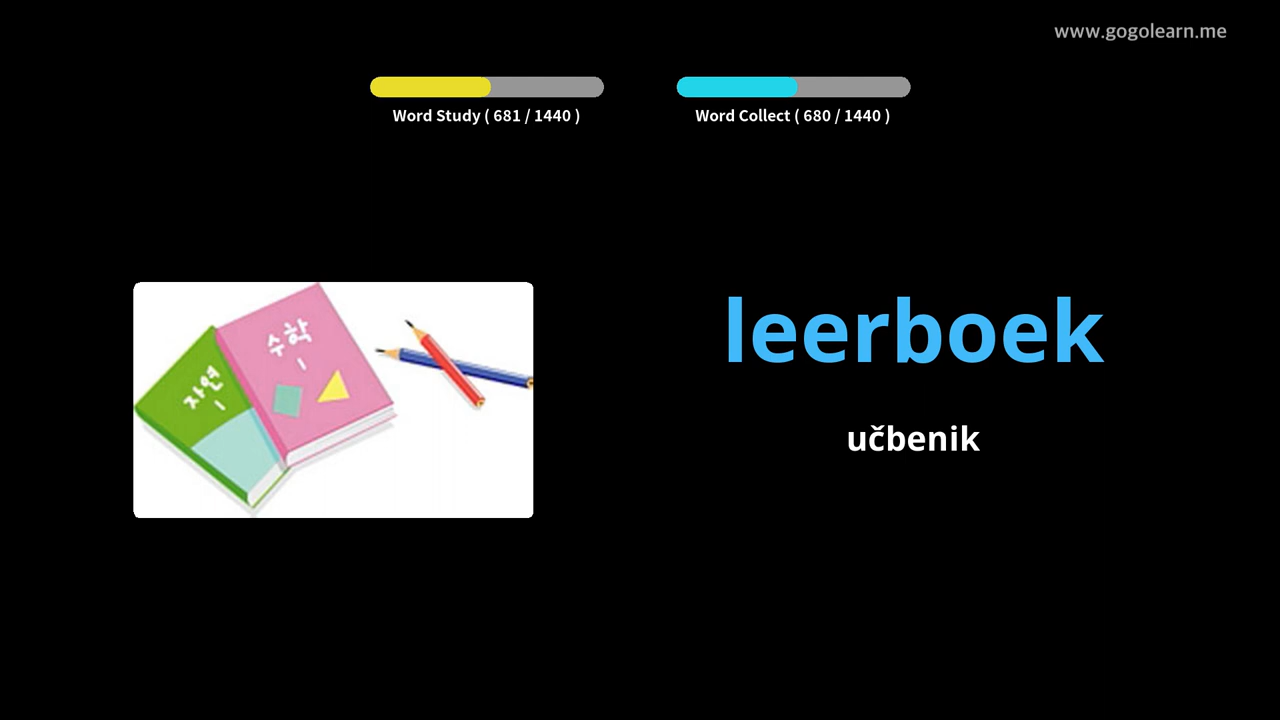 www.gogolearn.me
Word Study ( 681 / 1440 )
Word Collect ( 680 / 1440 )
수학
1
자연
1
leerboek
učbenik